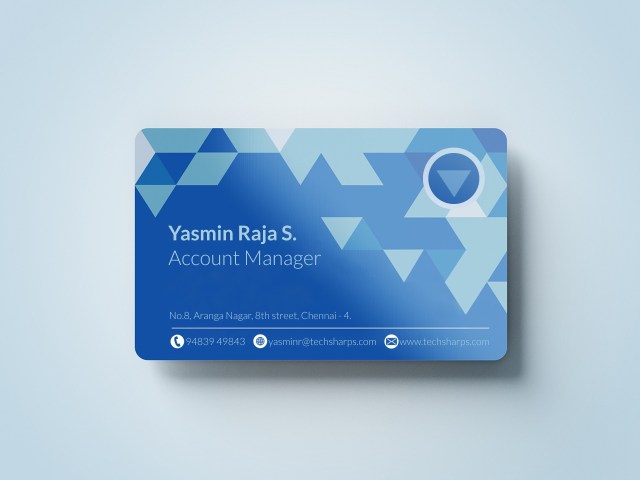 Yasmin Raja S.
Account Manager
No.8, Aranga Nagar, 8th street, Chennai - 4.
94839 49843 yasminr@techsharps.com www.techsharps.com